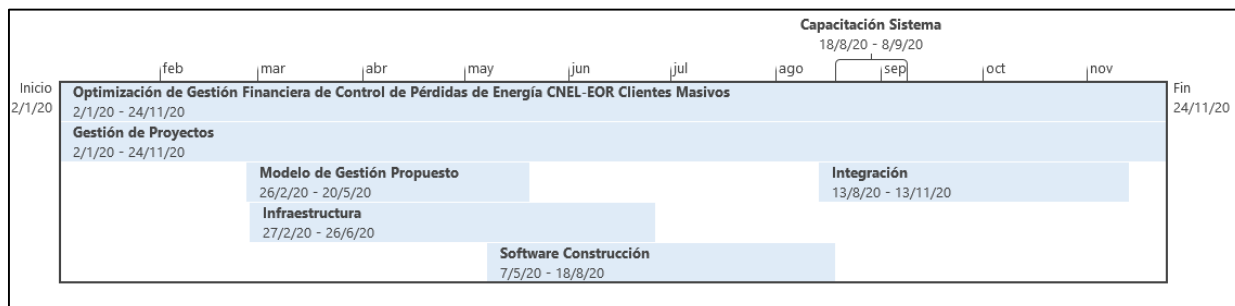 Capacitación Sistema
18/8/20 - 8/9/20
feb mar abr may jun jul ago sep oct nov
Inicio
2/1/20
Fin
24/11/20
Optimización de Gestión Financiera de Control de Pérdidas de Energía CNEL-EOR Clientes Masivos
2/1/20 - 24/11/20
Gestión de Proyectos
2/1/20 - 24/11/20
Modelo de Gestión Propuesto
26/2/20 - 20/5/20
Integración
13/8/20 - 13/11/20
Infraestructura
27/2/20 - 26/6/20
Software Construcción
7/5/20 - 18/8/20